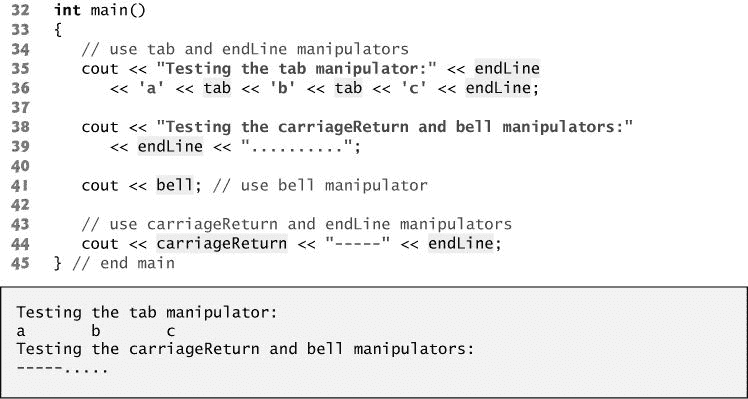 32 int main()
33 {
34    // use tab and endLine manipulators
35    cout << "Testing the tab manipulator:" << endLine
36       << 'a' << tab << 'b' << tab << 'c' << endLine;
37
38    cout << "Testing the carriageReturn and bell manipulators:"
39       << endLine << "..........";
40
41    cout << bell; // use bell manipulator
42
43    // use carriageReturn and endLine manipulators
44    cout << carriageReturn << "-----" << endLine;
45 } // end main
Testing the tab manipulator:
a       b       c
Testing the carriageReturn and bell manipulators:
-----.....